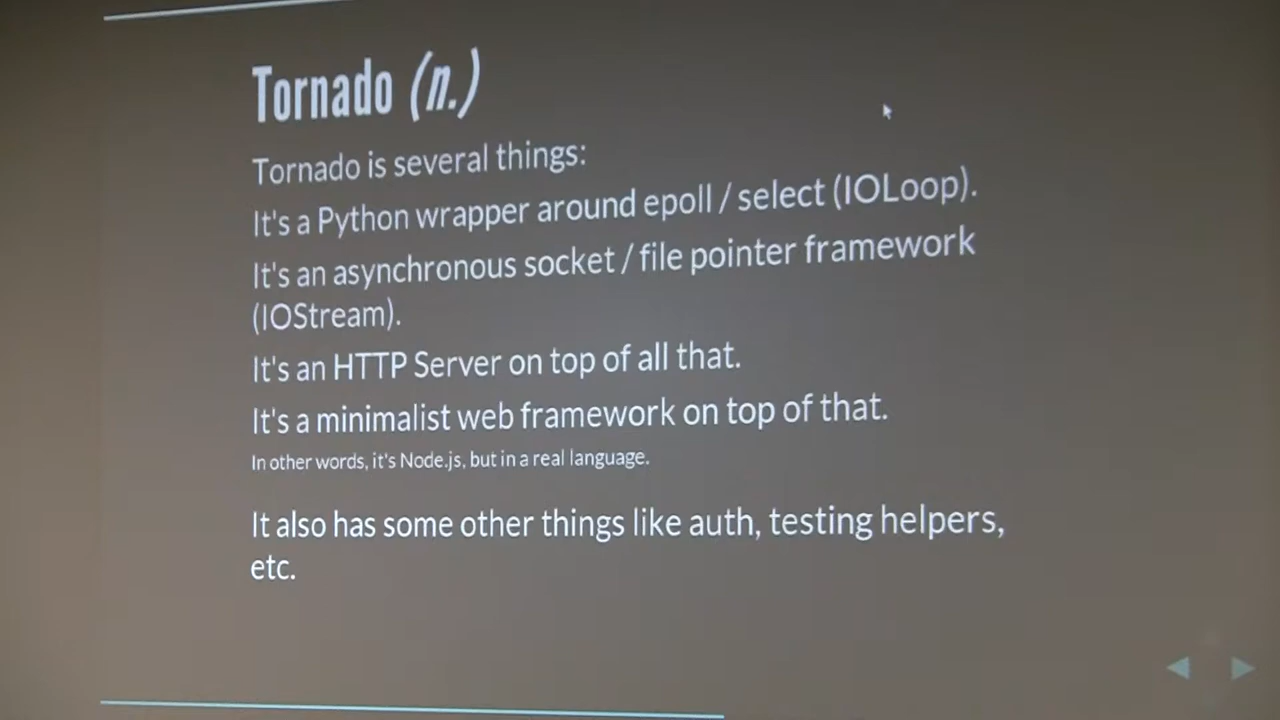 Tornado (n.)
Tornado is several things:
It's a Python wrapper around epoll / select (IOLoop).
It's an asynchronous socket / file pointer framework
(IOStream).
It's an HTTP Server on top of all that.
It's a minimalist web framework on top of that.
In other words, it's Node.js, but in a real language.
It also has some other things like auth, testing helpers,
etc.